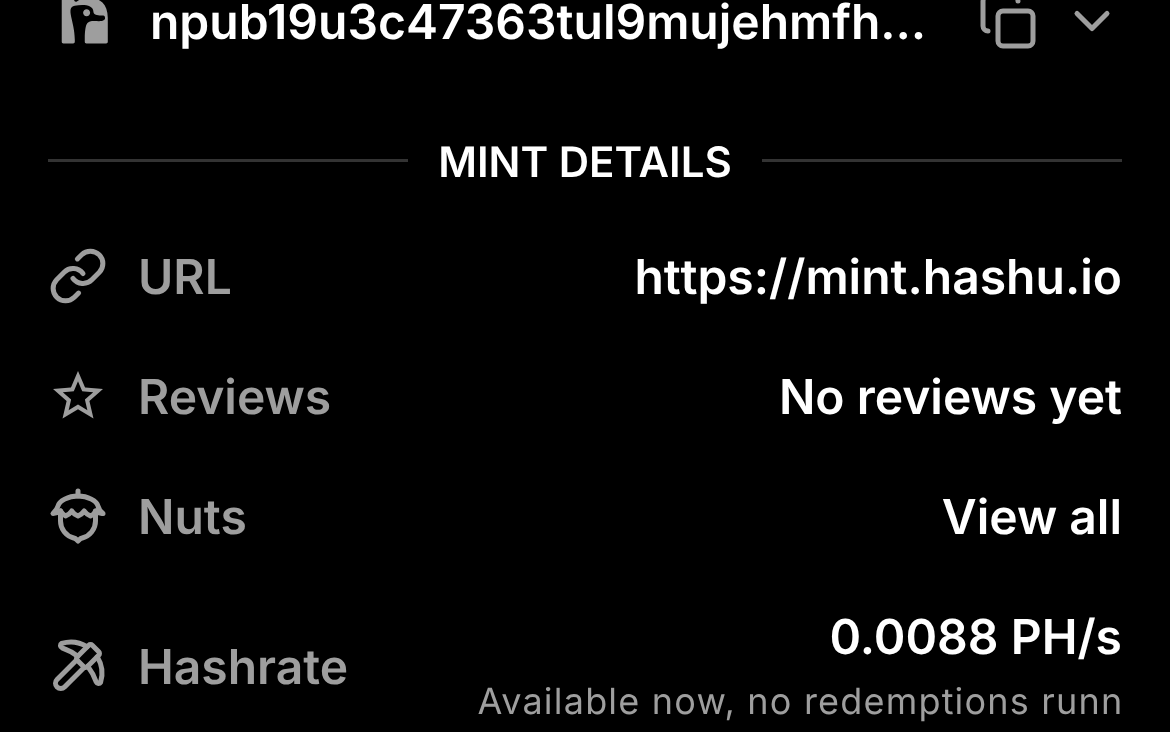 npub19u3c47363tul9mujehmfh...
MINT DETAILS
URL https://mint.hashu.io
Reviews No reviews yet
Nuts View all
Hashrate 0.0088 PH/s
Available now, no redemptions runn